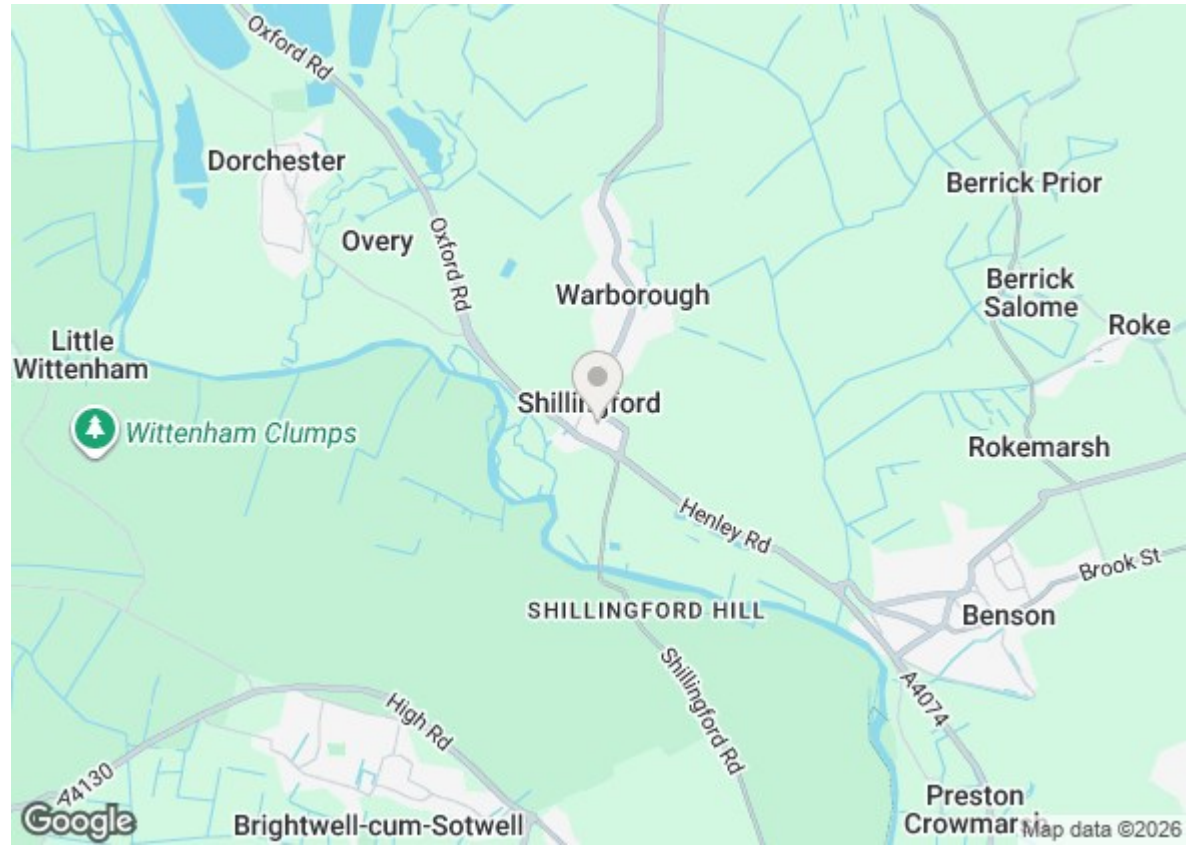 Oxford Rd
Dorchester
Berrick Prior
Overy
Oxford Rd
Warborough
Berrick
Salome
Roke
Little
Wittenham
Shillingford
Wittenham Clumps
Rokemarsh
Henley Rd
Brook St
SHILLINGFORD HILL
Benson
Shillingford Rd
A4074
High Rd
A4130
Preston
Crowmarsh
Brightwell-cum-Sotwell
Google
Map data ©2026